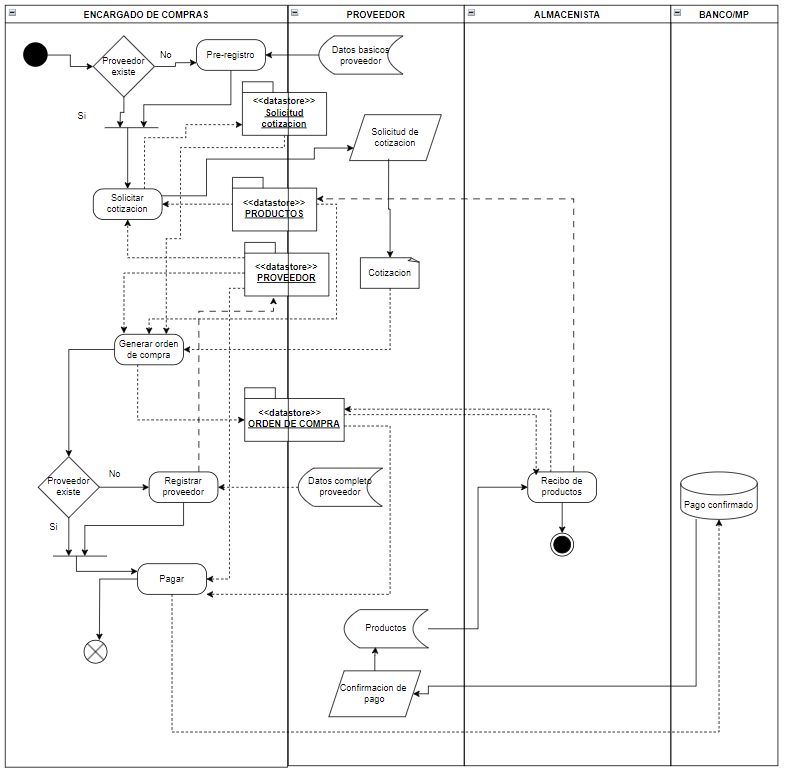 ENCARGADO DE COMPRAS
PROVEEDOR
ALMACENISTA
BANCO/MP
Proveedor
existe
No
Pre-registro
Datos basicos
proveedor
Si
<<datastore>>
Solicitud
cotizacion
Solicitud de
cotizacion
Solicitar
cotizacion
<<datastore>>
PRODUCTOS
<<datastore>>
PROVEEDOR
Cotizacion
Generar orden
de compra
<<datastore>>
ORDEN DE COMPRA
Proveedor
existe
No
Registrar
proveedor
Datos completo
proveedor
Recibo de
productos
Pago confirmado
Si
Pagar
Productos
Confirmacion de
pago